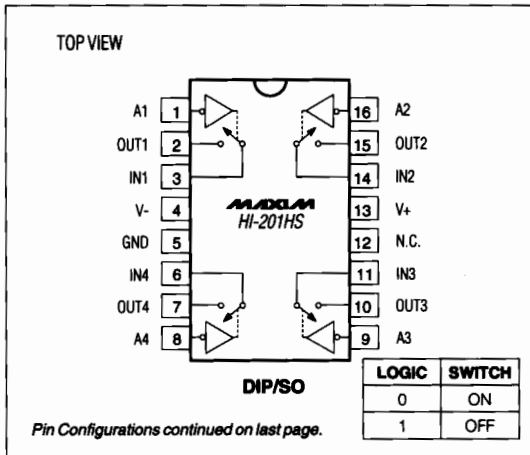 TOP VIEW
A1 1 16 A2
OUT1 2 15 OUT2
IN1 3 14 IN2
V- 4 MAXIM 13 V+
GND 5 HI-201HS 12 N.C.
IN4 6 11 IN3
OUT4 7 10 OUT3
A4 8 9 A3
DIP/SO
LOGIC SWITCH
0 ON
1 OFF
Pin Configurations continued on last page.